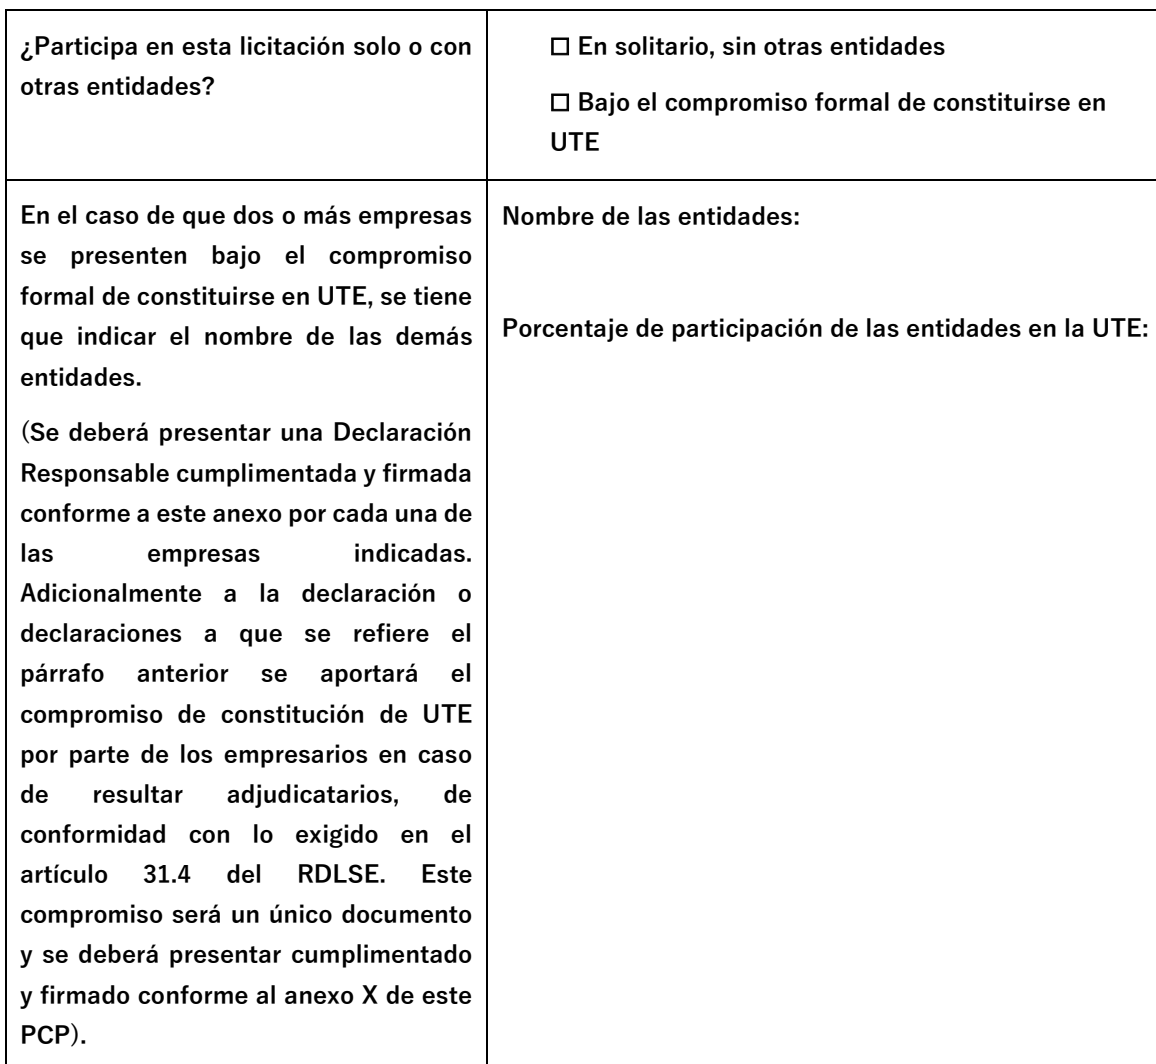 ¿Participa en esta licitación solo o con
otras entidades?
☐ En solitario, sin otras entidades
☐ Bajo el compromiso formal de constituirse en
UTE
En el caso de que dos o más empresas
se presenten bajo el compromiso
formal de constituirse en UTE, se tiene
que indicar el nombre de las demás
entidades.
(Se deberá presentar una Declaración
Responsable cumplimentada y firmada
conforme a este anexo por cada una de
las empresas indicadas.
Adicionalmente a la declaración o
declaraciones a que se refiere el
párrafo anterior se aportará el
compromiso de constitución de UTE
por parte de los empresarios en caso
de resultar adjudicatarios, de
conformidad con lo exigido en el
artículo 31.4 del RDLSE. Este
compromiso será un único documento
y se deberá presentar cumplimentado
y firmado conforme al anexo X de este
PCP).
Nombre de las entidades:
Porcentaje de participación de las entidades en la UTE: